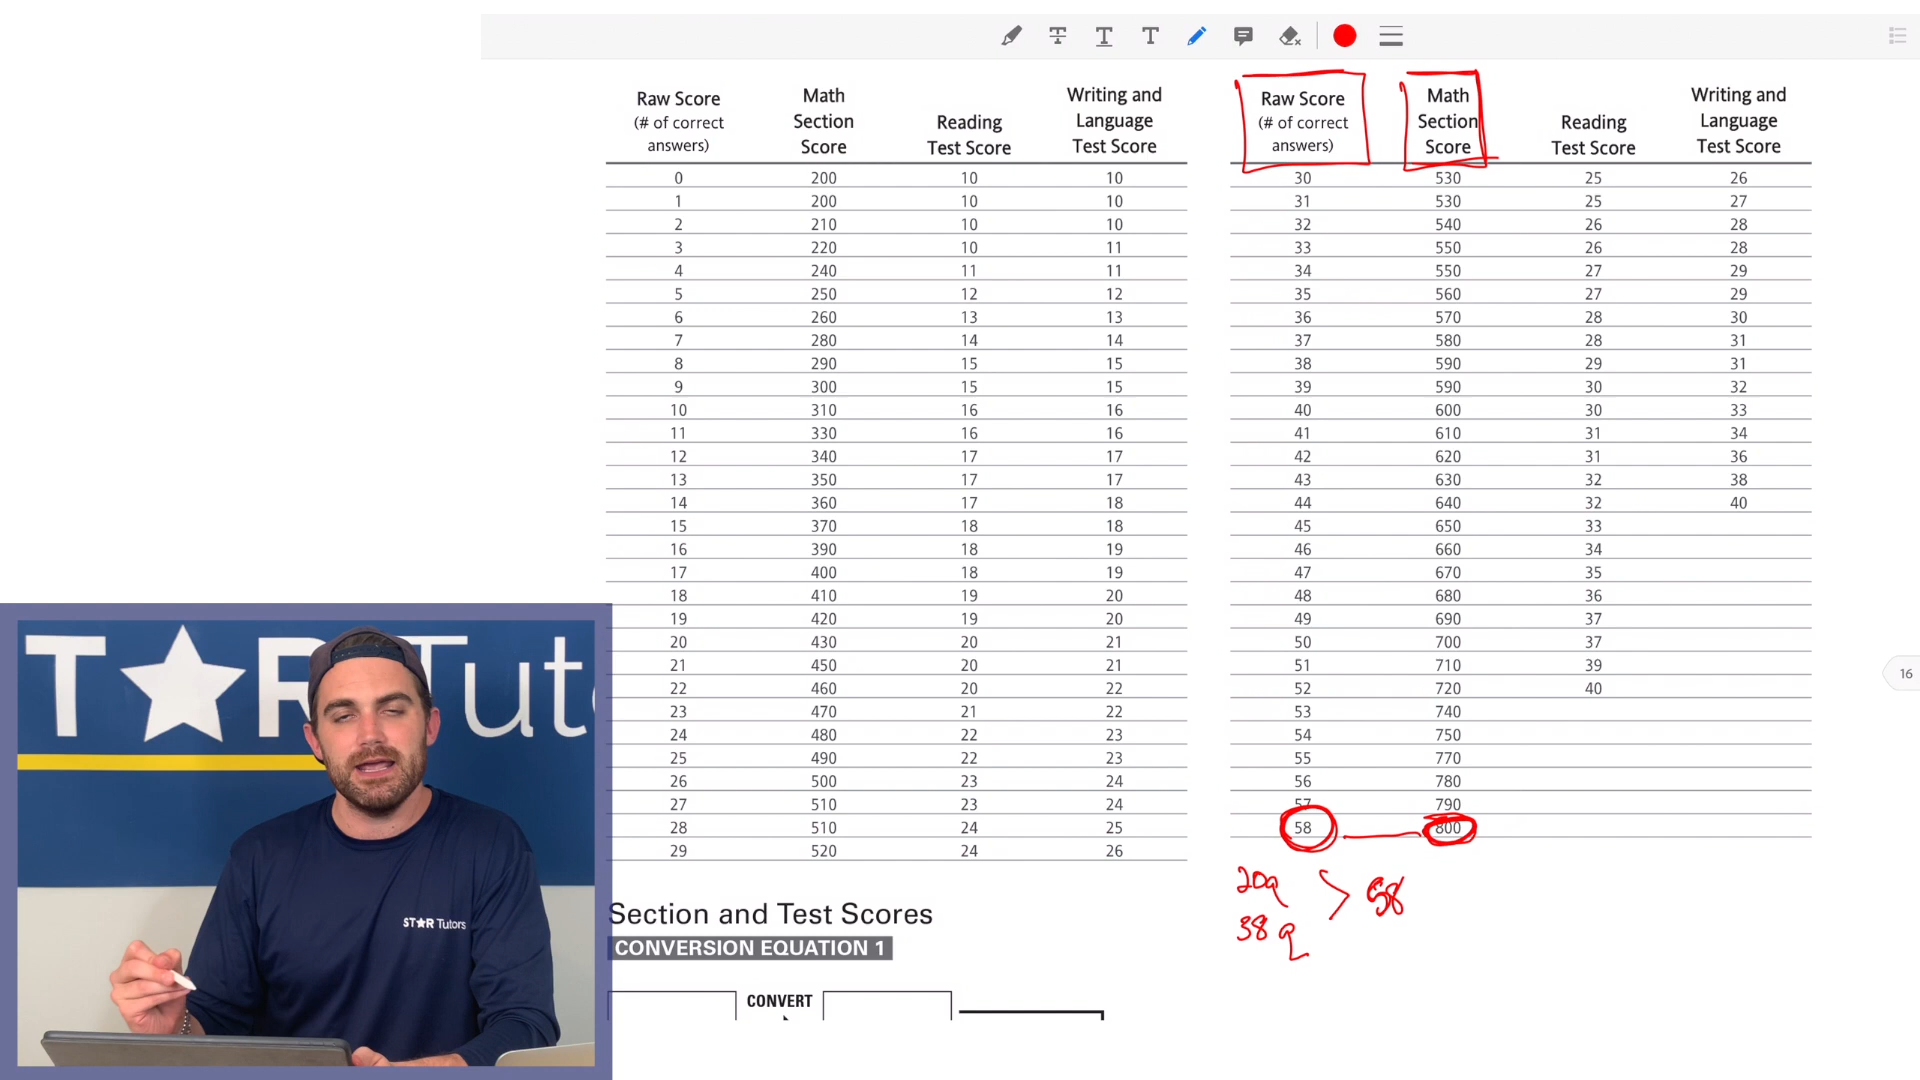 Raw Score (# of correct answers) Math Section Score Reading Test Score Writing and Language Test Score
0 200 10 10
1 200 10 10
2 210 10 10
3 220 10 11
4 240 11 11
5 250 12 12
6 260 13 13
7 280 14 14
8 290 15 15
9 300 15 15
10 310 16 16
11 330 16 16
12 340 17 17
13 350 17 17
14 360 17 18
15 370 18 18
16 390 18 19
17 400 18 19
18 410 19 20
19 420 19 20
20 430 20 21
21 450 20 21
22 460 20 22
23 470 21 22
24 480 22 23
25 490 22 23
26 500 23 24
27 510 23 24
28 510 24 25
29 520 24 26
Raw Score (# of correct answers) Math Section Score Reading Test Score Writing and Language Test Score
30 530 25 26
31 530 25 27
32 540 26 28
33 550 26 28
34 550 27 29
35 560 27 29
36 570 28 30
37 580 28 31
38 590 29 31
39 590 30 32
40 600 30 33
41 610 31 34
42 620 31 36
43 630 32 38
44 640 32 40
45 650 33
46 660 34
47 670 35
48 680 36
49 690 37
50 700 37
51 710 39
52 720 40
53 740
54 750
55 770
56 780
57 790
58 800
20q
38q
> 58
16
Section and Test Scores
CONVERSION EQUATION 1
CONVERT
T★R Tut
ST★R Tutors